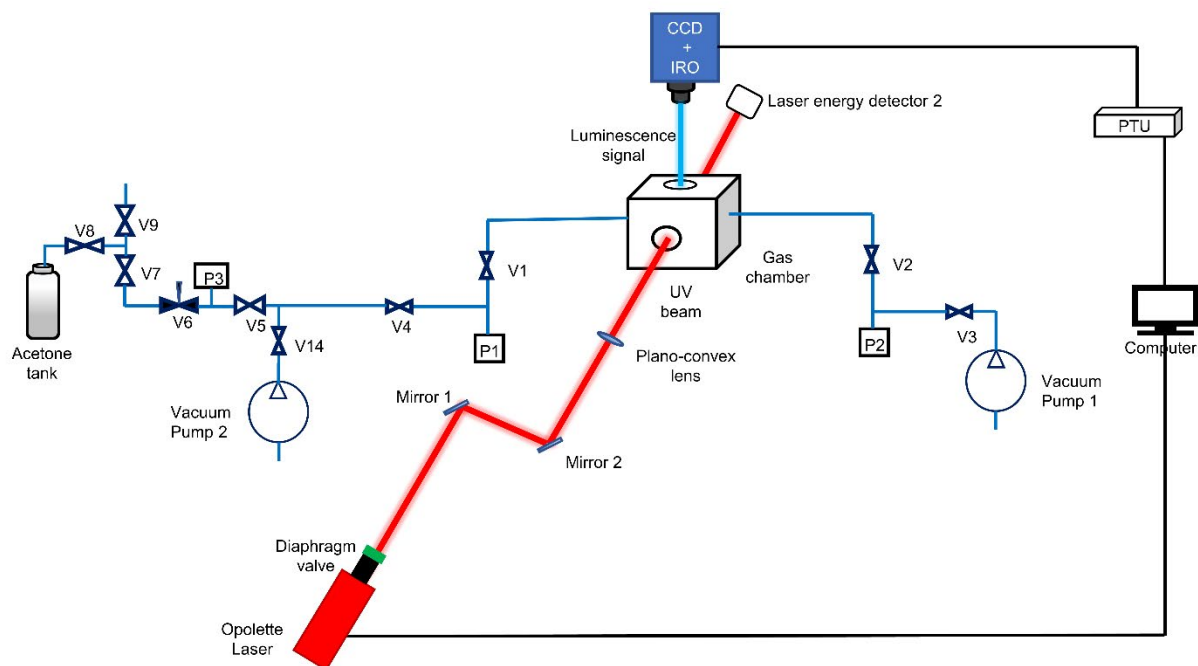 CCD
+
IRO
Laser energy detector 2
PTU
Luminescence
signal
V9
V8
V7
P3
V6
V5
V14
V4
V1
P1
Gas
chamber
UV
beam
V2
P2
V3
Acetone
tank
Vacuum
Pump 2
Plano-convex
lens
Mirror 1
Mirror 2
Vacuum
Pump 1
Computer
Diaphragm
valve
Opolette
Laser